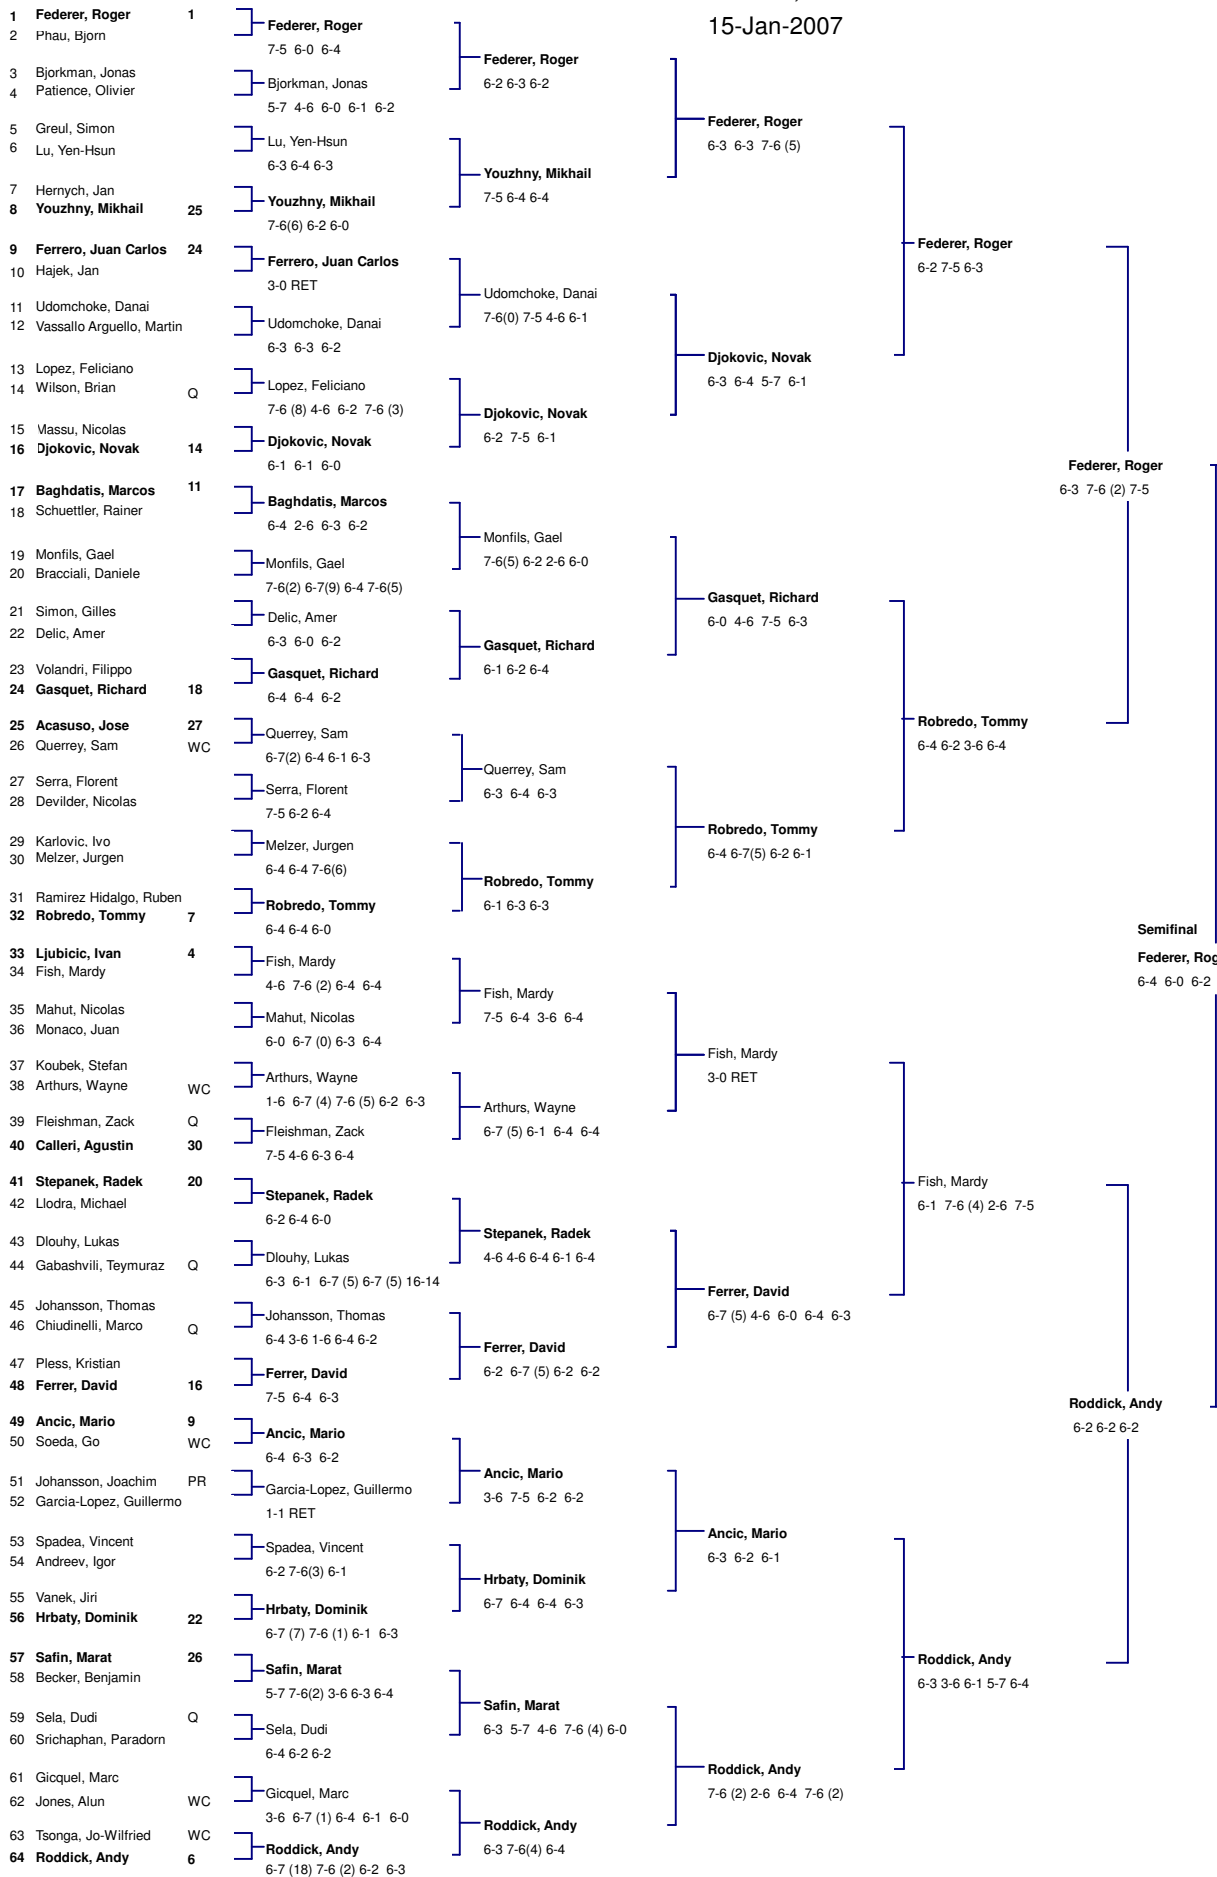 15-Jan-2007
1 Federer, Roger 1
2 Phau, Bjorn
3 Bjorkman, Jonas
4 Patience, Olivier
5 Greul, Simon
6 Lu, Yen-Hsun
7 Hernych, Jan
8 Youzhny, Mikhail 25
9 Ferrero, Juan Carlos 24
10 Hajek, Jan
11 Udomchoke, Danai
12 Vassallo Arguello, Martin
13 Lopez, Feliciano
14 Wilson, Brian Q
15 Massu, Nicolas
16 Djokovic, Novak 14
17 Baghdatis, Marcos 11
18 Schuettler, Rainer
19 Monfils, Gael
20 Bracciali, Daniele
21 Simon, Gilles
22 Delic, Amer
23 Volandri, Filippo
24 Gasquet, Richard 18
25 Acasuso, Jose 27
26 Querrey, Sam WC
27 Serra, Florent
28 Devilder, Nicolas
29 Karlovic, Ivo
30 Melzer, Jurgen
31 Ramirez Hidalgo, Ruben
32 Robredo, Tommy 7
33 Ljubicic, Ivan 4
34 Fish, Mardy
35 Mahut, Nicolas
36 Monaco, Juan
37 Koubek, Stefan
38 Arthurs, Wayne WC
39 Fleishman, Zack Q
40 Calleri, Agustin 30
41 Stepanek, Radek 20
42 Llodra, Michael
43 Dlouhy, Lukas
44 Gabashvili, Teymuraz Q
45 Johansson, Thomas
46 Chiudinelli, Marco Q
47 Pless, Kristian
48 Ferrer, David 16
49 Ancic, Mario 9
50 Soeda, Go WC
51 Johansson, Joachim PR
52 Garcia-Lopez, Guillermo
53 Spadea, Vincent
54 Andreev, Igor
55 Vanek, Jiri
56 Hrbaty, Dominik 22
57 Safin, Marat 26
58 Becker, Benjamin
59 Sela, Dudi Q
60 Srichaphan, Paradorn
61 Gicquel, Marc
62 Jones, Alun WC
63 Tsonga, Jo-Wilfried WC
64 Roddick, Andy 6
Federer, Roger
7-5 6-0 6-4
Bjorkman, Jonas
5-7 4-6 6-0 6-1 6-2
Lu, Yen-Hsun
6-3 6-4 6-3
Youzhny, Mikhail
7-6(6) 6-2 6-0
Ferrero, Juan Carlos
3-0 RET
Udomchoke, Danai
6-3 6-3 6-2
Lopez, Feliciano
7-6 (8) 4-6 6-2 7-6 (3)
Djokovic, Novak
6-1 6-1 6-0
Baghdatis, Marcos
6-4 2-6 6-3 6-2
Monfils, Gael
7-6(2) 6-7(9) 6-4 7-6(5)
Delic, Amer
6-3 6-0 6-2
Gasquet, Richard
6-4 6-4 6-2
Querrey, Sam
6-7(2) 6-4 6-1 6-3
Serra, Florent
7-5 6-2 6-4
Melzer, Jurgen
6-4 6-4 7-6(6)
Robredo, Tommy
6-4 6-4 6-0
Fish, Mardy
4-6 7-6 (2) 6-4 6-4
Mahut, Nicolas
6-0 6-7 (0) 6-3 6-4
Arthurs, Wayne
1-6 6-7 (4) 7-6 (5) 6-2 6-3
Fleishman, Zack
7-5 4-6 6-3 6-4
Stepanek, Radek
6-2 6-4 6-0
Dlouhy, Lukas
6-3 6-1 6-7 (5) 6-7 (5) 16-14
Johansson, Thomas
6-4 3-6 1-6 6-4 6-2
Ferrer, David
7-5 6-4 6-3
Ancic, Mario
6-4 6-3 6-2
Garcia-Lopez, Guillermo
1-1 RET
Spadea, Vincent
6-2 7-6(3) 6-1
Hrbaty, Dominik
6-7 (7) 7-6 (1) 6-1 6-3
Safin, Marat
5-7 7-6(2) 3-6 6-3 6-4
Sela, Dudi
6-4 6-2 6-2
Gicquel, Marc
3-6 6-7 (1) 6-4 6-1 6-0
Roddick, Andy
6-7 (18) 7-6 (2) 6-2 6-3
Federer, Roger
6-2 6-3 6-2
Youzhny, Mikhail
7-5 6-4 6-4
Udomchoke, Danai
7-6(0) 7-5 4-6 6-1
Djokovic, Novak
6-2 7-5 6-1
Monfils, Gael
7-6(5) 6-2 2-6 6-0
Gasquet, Richard
6-1 6-2 6-4
Querrey, Sam
6-3 6-4 6-3
Robredo, Tommy
6-1 6-3 6-3
Fish, Mardy
7-5 6-4 3-6 6-4
Arthurs, Wayne
6-7 (5) 6-1 6-4 6-4
Stepanek, Radek
4-6 4-6 6-4 6-1 6-4
Ferrer, David
6-2 6-7 (5) 6-2 6-2
Ancic, Mario
3-6 7-5 6-2 6-2
Hrbaty, Dominik
6-7 6-4 6-4 6-3
Safin, Marat
6-3 5-7 4-6 7-6 (4) 6-0
Roddick, Andy
6-3 7-6(4) 6-4
Federer, Roger
6-3 6-3 7-6 (5)
Djokovic, Novak
6-3 6-4 5-7 6-1
Gasquet, Richard
6-0 4-6 7-5 6-3
Robredo, Tommy
6-4 6-7(5) 6-2 6-1
Fish, Mardy
3-0 RET
Ferrer, David
6-7 (5) 4-6 6-0 6-4 6-3
Ancic, Mario
6-3 6-2 6-1
Roddick, Andy
7-6 (2) 2-6 6-4 7-6 (2)
Federer, Roger
6-2 7-5 6-3
Robredo, Tommy
6-4 6-2 3-6 6-4
Fish, Mardy
6-1 7-6 (4) 2-6 7-5
Roddick, Andy
6-3 3-6 6-1 5-7 6-4
Federer, Roger
6-3 7-6 (2) 7-5
Roddick, Andy
6-2 6-2 6-2
Semifinal
Federer, Rog
6-4 6-0 6-2